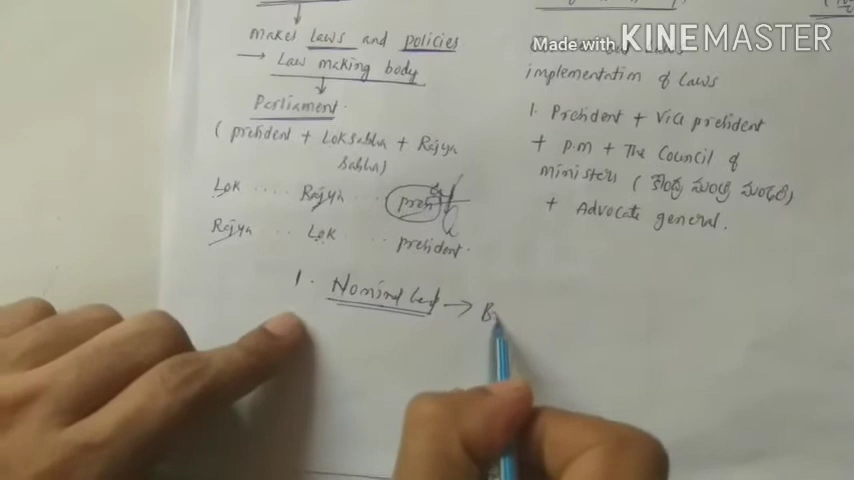 makes laws and policies
→ Law making body
Parliament.
( president + Loksabha + Rajya
sabha)
Lok .... Rajya ..
Rajya .. Lok ... president.
1. Nominal → B
Made with KINEMASTER
implementation of Laws
1. President + Vice president
+ P.M + The Council of
ministers ( కేంద్ర మంత్రి మండలి)
+ Advocate general.